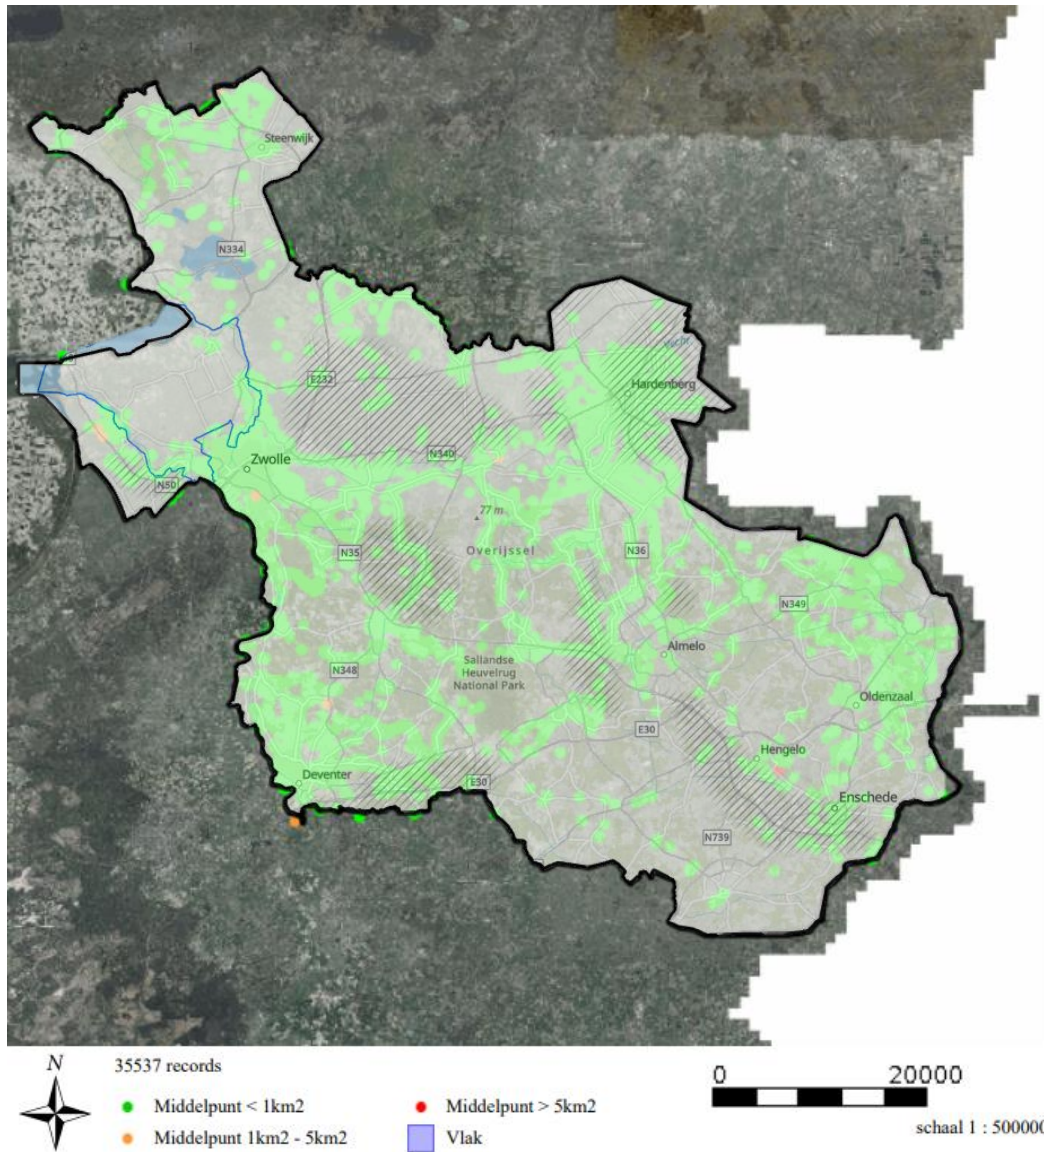 Steenwijk
N334
E232
Vecht
Hardenberg
N340
Zwolle
N50
77 m
N35
Overijssel
N36
N349
Almelo
Sallandse
Heuvelrug
National Park
N348
Oldenzaal
E30
Hengelo
Deventer
E30
Enschede
N739
N
35537 records
0 20000
Middelpunt < 1km2
Middelpunt > 5km2
Middelpunt 1km2 - 5km2
Vlak
schaal 1 : 500000